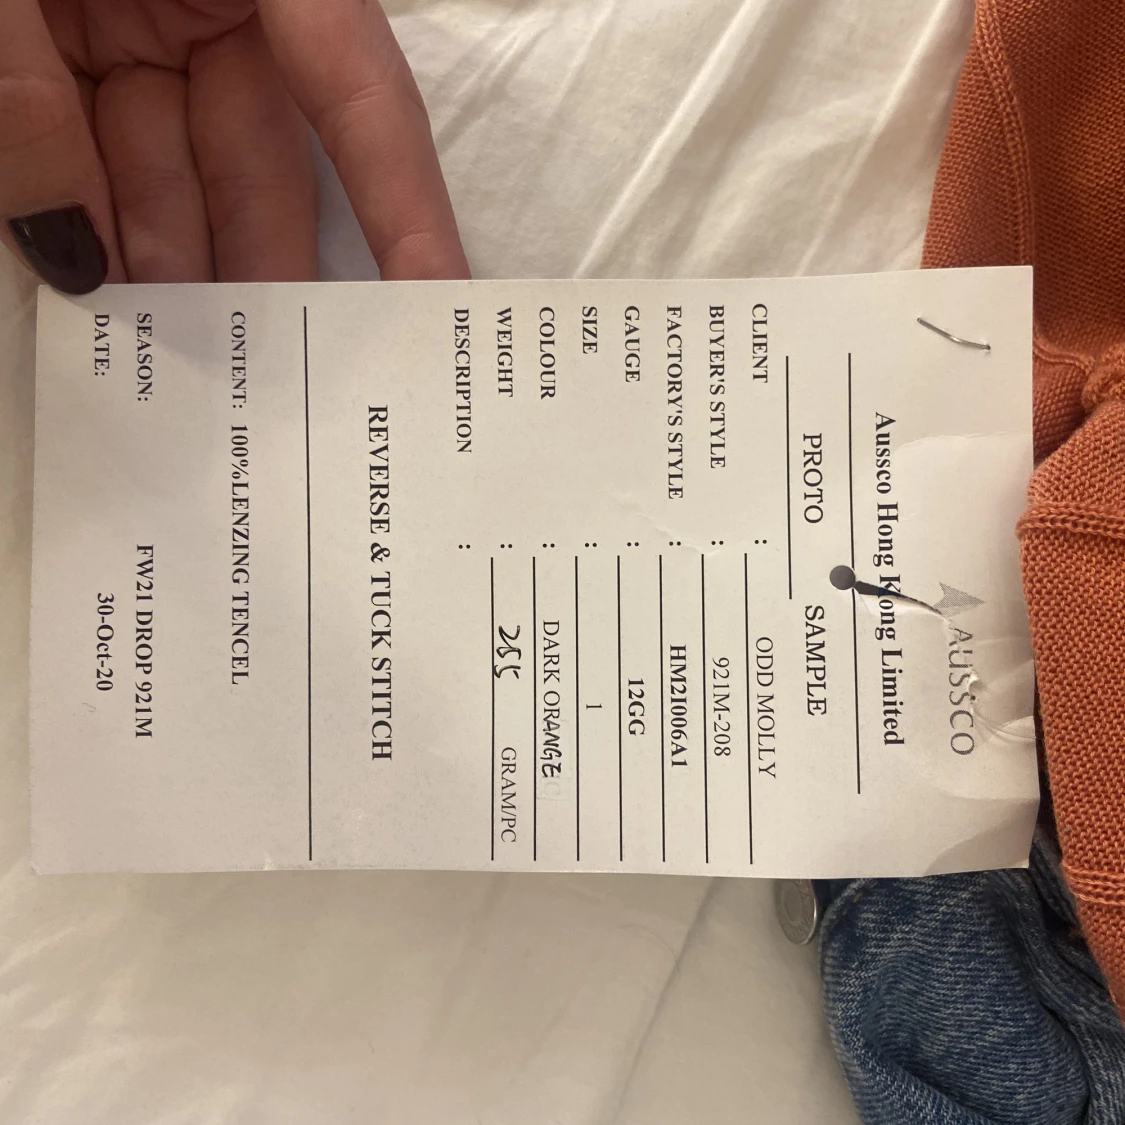 AUSSCO
Aussco Hong Kong Limited
PROTO SAMPLE
CLIENT : ODD MOLLY
BUYER'S STYLE : 921M-208
FACTORY'S STYLE : HM2I006A1
GAUGE : 12GG
SIZE : 1
COLOUR : DARK ORANGE
WEIGHT : 265 GRAM/PC
DESCRIPTION :
REVERSE & TUCK STITCH
CONTENT: 100%LENZING TENCEL
SEASON: FW21 DROP 921M
DATE: 30-Oct-20